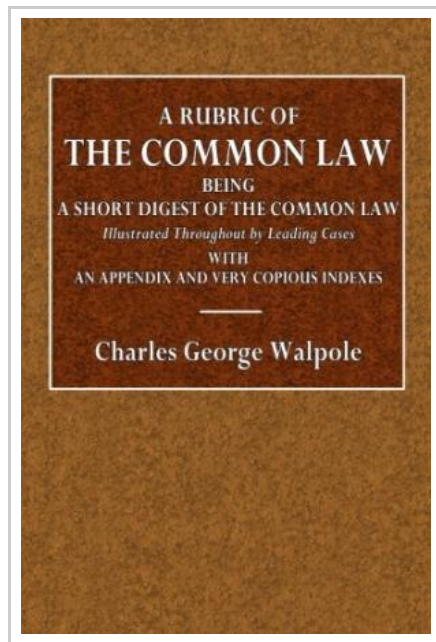 A RUBRIC OF
THE COMMON LAW
BEING
A SHORT DIGEST OF THE COMMON LAW
Illustrated Throughout by Leading Cases
WITH
AN APPENDIX AND VERY COPIOUS INDEXES
Charles George Walpole